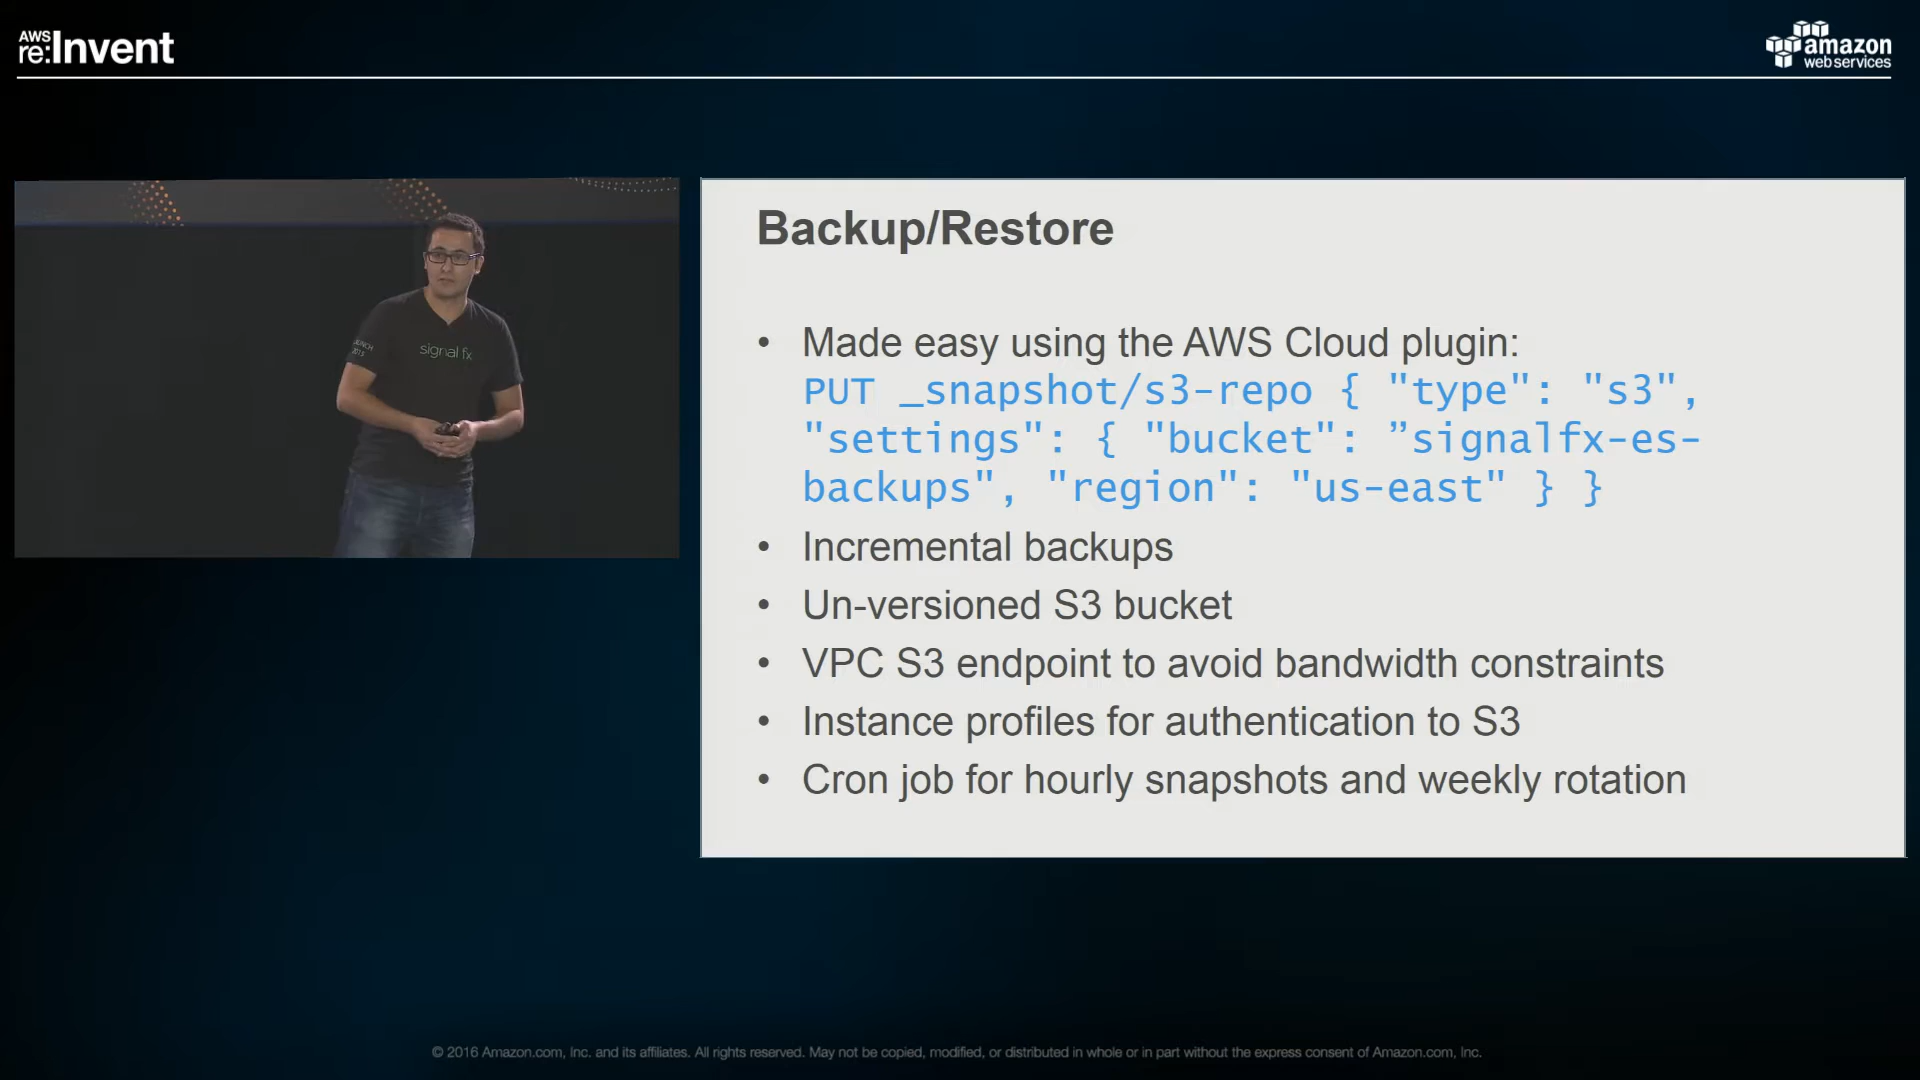 AWS
re:Invent
amazon
web services
signal fx
Backup/Restore
• Made easy using the AWS Cloud plugin:
PUT _snapshot/s3-repo { "type": "s3",
"settings": { "bucket": ”signalfx-es-
backups", "region": "us-east" } }
• Incremental backups
• Un-versioned S3 bucket
• VPC S3 endpoint to avoid bandwidth constraints
• Instance profiles for authentication to S3
• Cron job for hourly snapshots and weekly rotation
© 2016 Amazon.com, Inc. and its affiliates. All rights reserved. May not be copied, modified, or distributed in whole or in part without the express consent of Amazon.com, Inc.